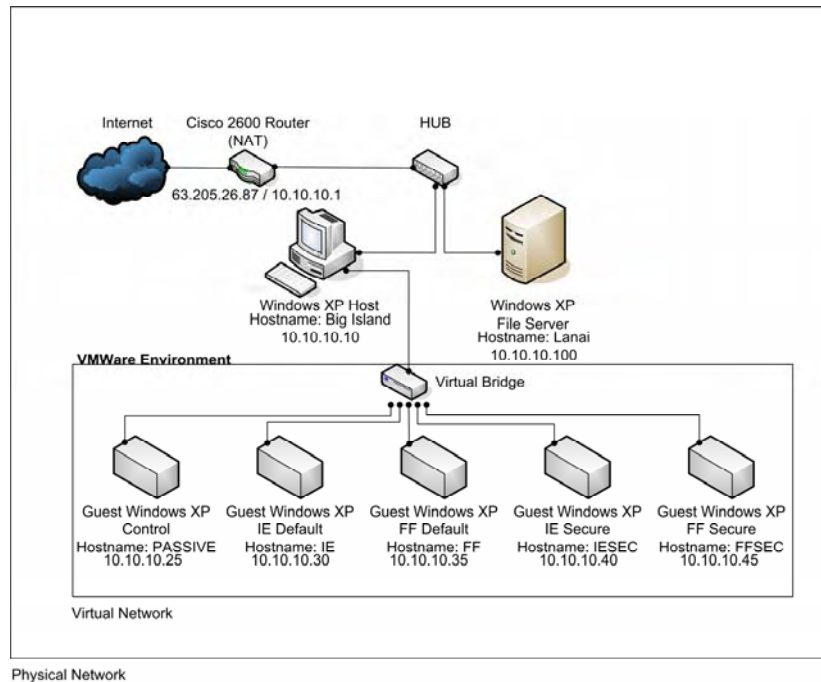 Internet
Cisco 2600 Router
(NAT)
HUB
63.205.26.87 / 10.10.10.1
Windows XP Host
Hostname: Big Island
10.10.10.10
Windows XP
File Server
Hostname: Lanai
10.10.10.100
VMWare Environment
Virtual Bridge
Guest Windows XP
Control
Hostname: PASSIVE
10.10.10.25
Guest Windows XP
IE Default
Hostname: IE
10.10.10.30
Guest Windows XP
FF Default
Hostname: FF
10.10.10.35
Guest Windows XP
IE Secure
Hostname: IESEC
10.10.10.40
Guest Windows XP
FF Secure
Hostname: FFSEC
10.10.10.45
Virtual Network
Physical Network